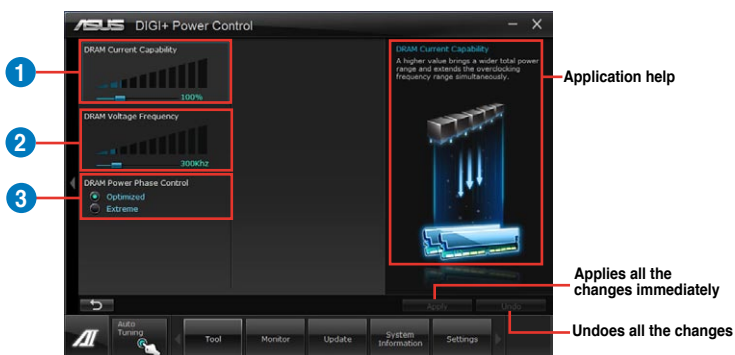 ASUS DIGI+ Power Control
DRAM Current Capability
100%
DRAM Voltage Frequency
300Khz
DRAM Power Phase Control
Optimized
Extreme
1
2
3
DRAM Current Capability
A higher value brings a wider total power
range and extends the overclocking
frequency range simultaneously.
Application help
Apply
Undo
Applies all the
changes immediately
Undoes all the changes
AI
Auto
Tuning
Tool
Monitor
Update
System
Information
Settings